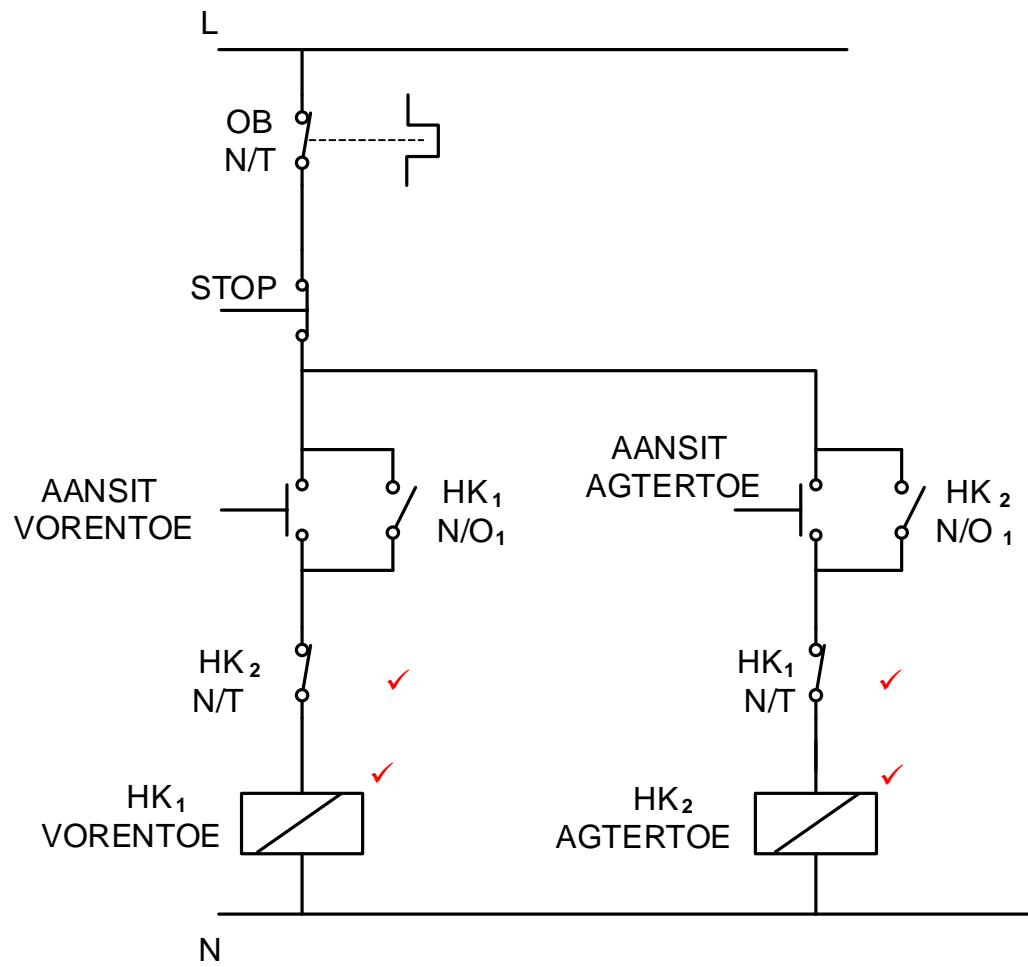 L
OB
N/T
STOP
AANSIT
VORENTOE
HK₁
N/O₁
AANSIT
AGTERTOE
HK₂
N/O₁
HK₂
N/T
HK₁
N/T
HK₁
VORENTOE
HK₂
AGTERTOE
N